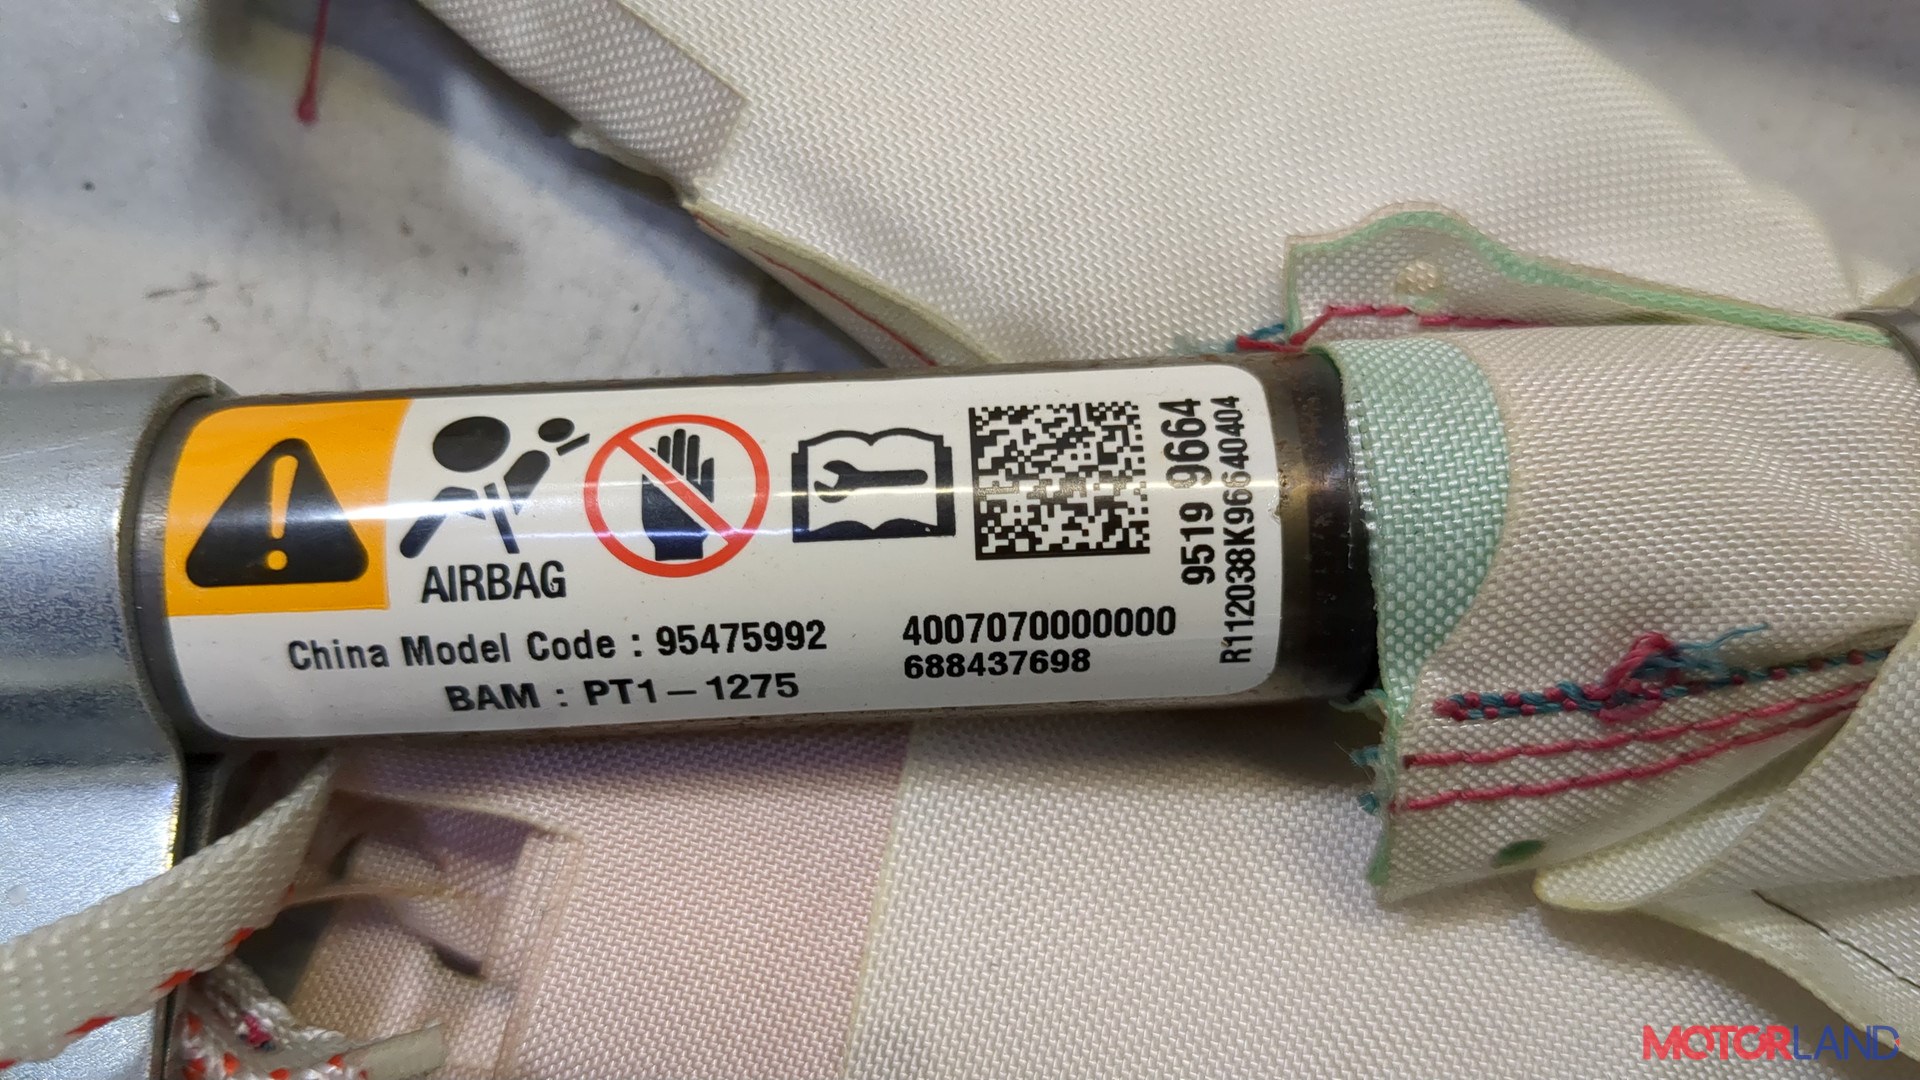 AIRBAG
China Model Code : 95475992
BAM : PT1-1275
4007070000000
688437698
9519 9664
R112038K96640404
MOTORLAND